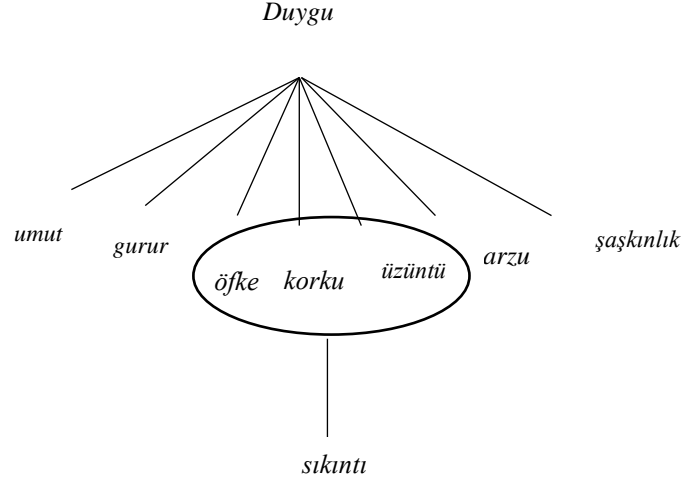 Duygu
umut
gurur
öfke
korku
üzüntü
arzu
şaşkınlık
sıkıntı